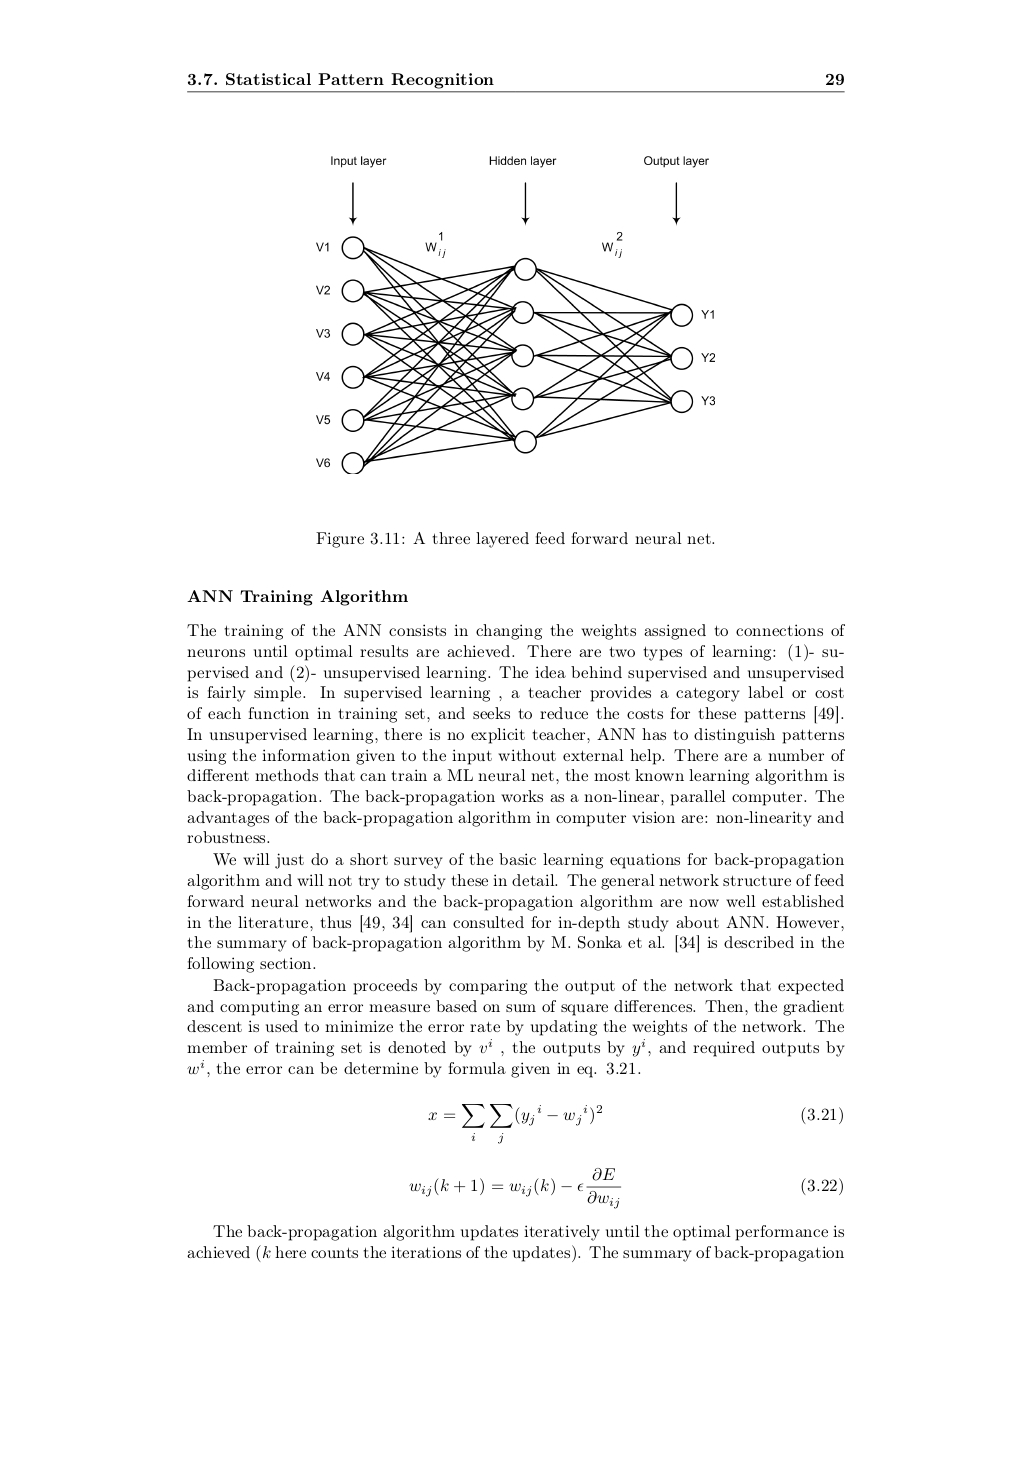 3.7. Statistical Pattern Recognition 29
Input layer Hidden layer Output layer
V1 W^1_{ij} W^2_{ij}
V2
Y1
V3
Y2
V4
Y3
V5
V6
Figure 3.11: A three layered feed forward neural net.
ANN Training Algorithm
The training of the ANN consists in changing the weights assigned to connections of
neurons until optimal results are achieved. There are two types of learning: (1)- su-
pervised and (2)- unsupervised learning. The idea behind supervised and unsupervised
is fairly simple. In supervised learning , a teacher provides a category label or cost
of each function in training set, and seeks to reduce the costs for these patterns [49].
In unsupervised learning, there is no explicit teacher, ANN has to distinguish patterns
using the information given to the input without external help. There are a number of
different methods that can train a ML neural net, the most known learning algorithm is
back-propagation. The back-propagation works as a non-linear, parallel computer. The
advantages of the back-propagation algorithm in computer vision are: non-linearity and
robustness.
We will just do a short survey of the basic learning equations for back-propagation
algorithm and will not try to study these in detail. The general network structure of feed
forward neural networks and the back-propagation algorithm are now well established
in the literature, thus [49, 34] can consulted for in-depth study about ANN. However,
the summary of back-propagation algorithm by M. Sonka et al. [34] is described in the
following section.
Back-propagation proceeds by comparing the output of the network that expected
and computing an error measure based on sum of square differences. Then, the gradient
descent is used to minimize the error rate by updating the weights of the network. The
member of training set is denoted by v^i , the outputs by y^i, and required outputs by
w^i, the error can be determine by formula given in eq. 3.21.
x = ∑_i ∑_j (y_j^i − w_j^i)^2 (3.21)
w_{ij}(k + 1) = w_{ij}(k) − ϵ ∂E/∂w_{ij} (3.22)
The back-propagation algorithm updates iteratively until the optimal performance is
achieved (k here counts the iterations of the updates). The summary of back-propagation